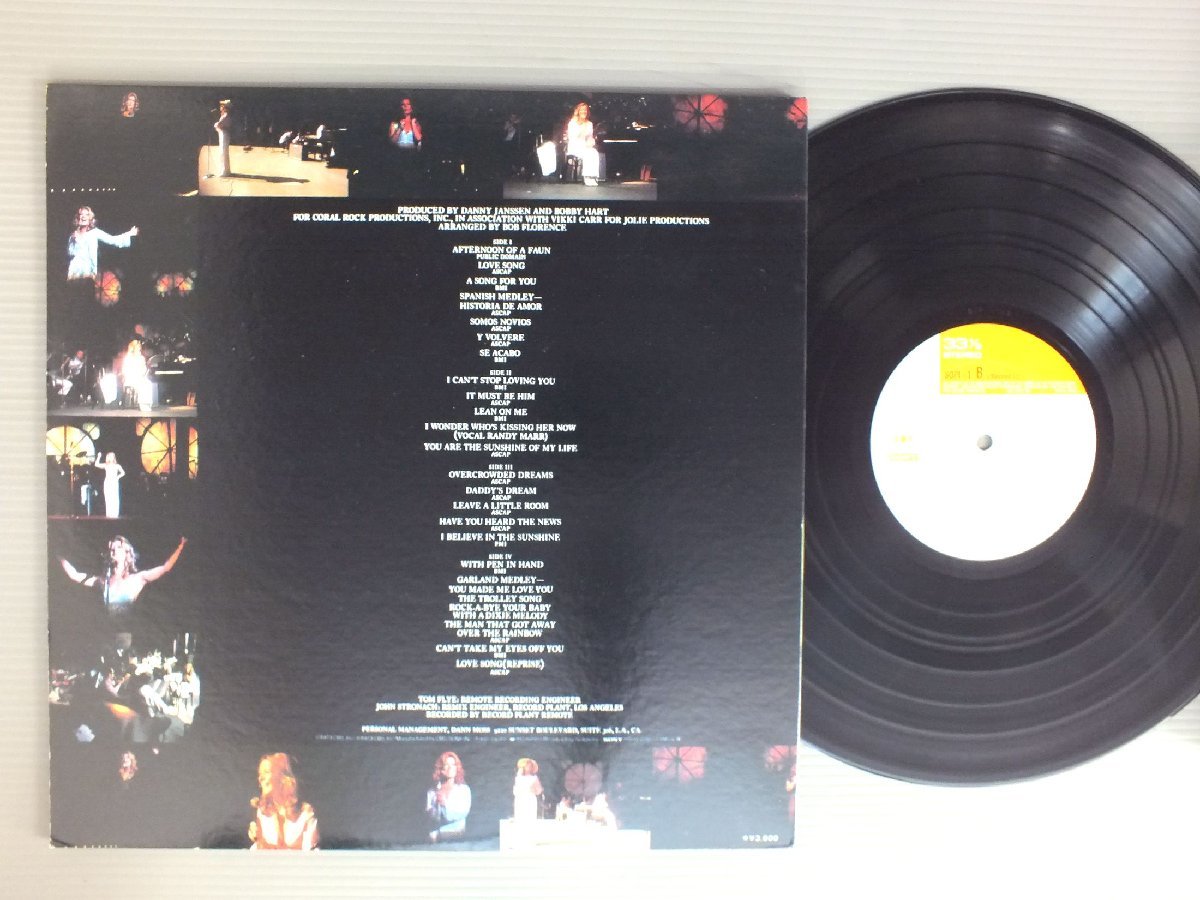 PRODUCED BY DANNY JANSSEN AND BOBBY HART
FOR CORAL ROCK PRODUCTIONS, INC., IN ASSOCIATION WITH VIKKI CARR FOR JOLIE PRODUCTIONS
ARRANGED BY BOB FLORENCE
SIDE I
AFTERNOON OF A FAUN
PUBLIC DOMAIN
LOVE SONG
ASCAP
A SONG FOR YOU
BMI
SPANISH MEDLEY—
HISTORIA DE AMOR
ASCAP
SOMOS NOVIOS
ASCAP
Y VOLVERE
ASCAP
SE ACABO
BMI
SIDE II
I CAN'T STOP LOVING YOU
BMI
IT MUST BE HIM
ASCAP
LEAN ON ME
BMI
I WONDER WHO'S KISSING HER NOW
(VOCAL RANDY MARR)
YOU ARE THE SUNSHINE OF MY LIFE
ASCAP
SIDE III
OVERCROWDED DREAMS
ASCAP
DADDY'S DREAM
ASCAP
LEAVE A LITTLE ROOM
ASCAP
HAVE YOU HEARD THE NEWS
ASCAP
I BELIEVE IN THE SUNSHINE
BMI
SIDE IV
WITH PEN IN HAND
BMI
GARLAND MEDLEY—
YOU MADE ME LOVE YOU
THE TROLLEY SONG
ROCK-A-BYE YOUR BABY
WITH A DIXIE MELODY
THE MAN THAT GOT AWAY
OVER THE RAINBOW
ASCAP
CAN'T TAKE MY EYES OFF YOU
BMI
LOVE SONG (REPRISE)
ASCAP
TOM FLYE: REMOTE RECORDING ENGINEER
JOHN STRONACH: REMIX ENGINEER, RECORD PLANT, LOS ANGELES
RECORDED BY RECORD PLANT REMOTE
PERSONAL MANAGEMENT, DANN MOSS 9220 SUNSET BOULEVARD, SUITE 306, L.A., CA
¥3,000
33⅓
STEREO
SOPL 1 B